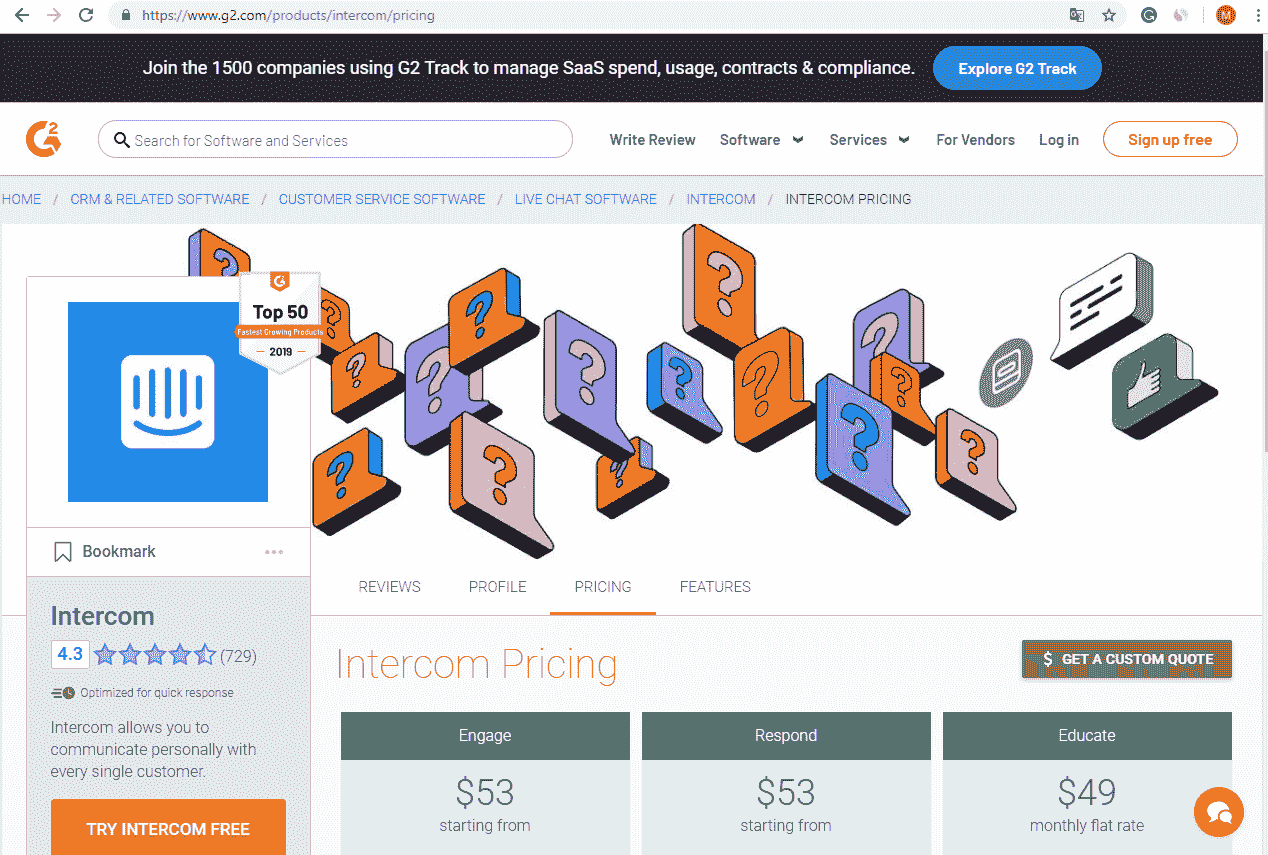 https://www.g2.com/products/intercom/pricing
M
Join the 1500 companies using G2 Track to manage SaaS spend, usage, contracts & compliance.
Explore G2 Track
G2
Search for Software and Services
Write Review
Software
Services
For Vendors
Log in
Sign up free
HOME / CRM & RELATED SOFTWARE / CUSTOMER SERVICE SOFTWARE / LIVE CHAT SOFTWARE / INTERCOM / INTERCOM PRICING
Top 50
Fastest Growing Products
2019
Bookmark
REVIEWS
PROFILE
PRICING
FEATURES
Intercom
4.3
(729)
Optimized for quick response
Intercom allows you to
communicate personally with
every single customer.
TRY INTERCOM FREE
Intercom Pricing
$ GET A CUSTOM QUOTE
Engage
$53
starting from
Respond
$53
starting from
Educate
$49
monthly flat rate